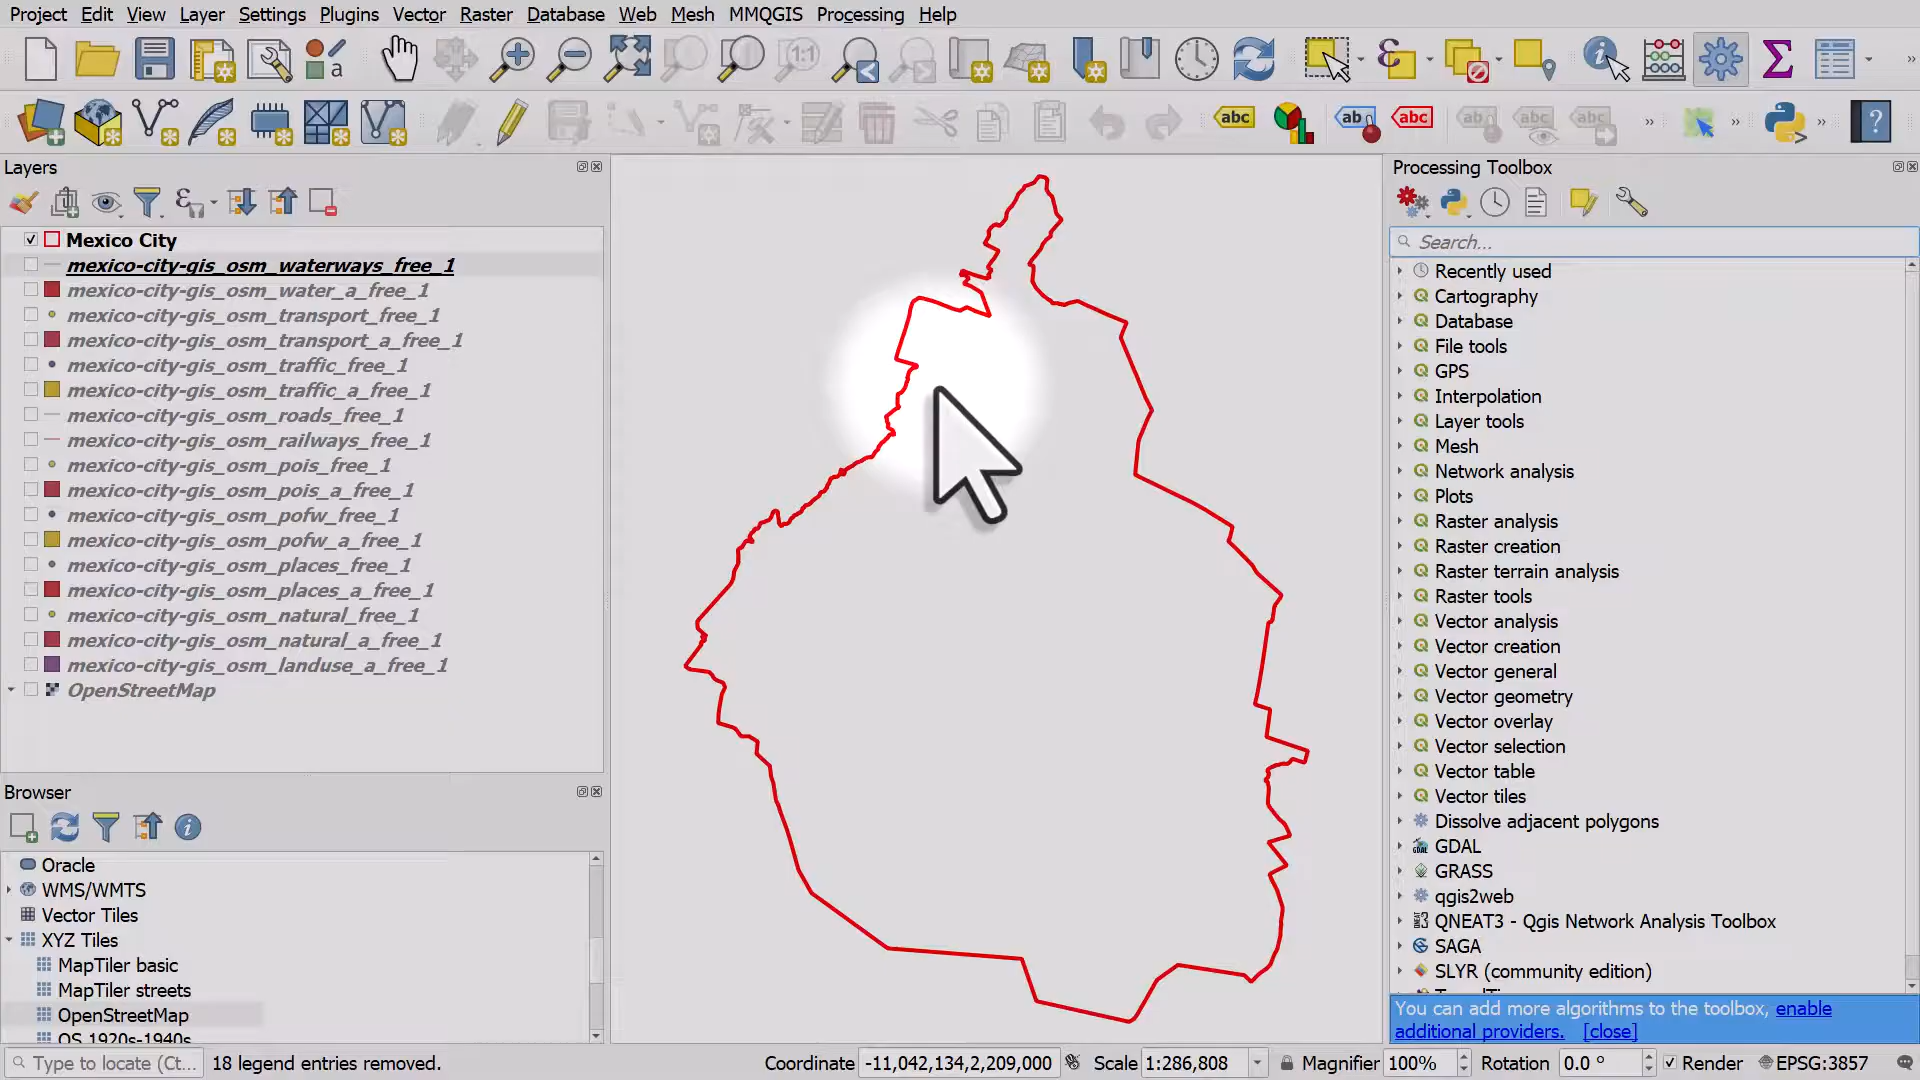 Project Edit View Layer Settings Plugins Vector Raster Database Web Mesh MMQGIS Processing Help
a
1:1
abc
ab
abc
ab
abc
abc
?
Layers
Processing Toolbox
Search...
Mexico City
mexico-city-gis_osm_waterways_free_1
mexico-city-gis_osm_water_a_free_1
mexico-city-gis_osm_transport_free_1
mexico-city-gis_osm_transport_a_free_1
mexico-city-gis_osm_traffic_free_1
mexico-city-gis_osm_traffic_a_free_1
mexico-city-gis_osm_roads_free_1
mexico-city-gis_osm_railways_free_1
mexico-city-gis_osm_pois_free_1
mexico-city-gis_osm_pois_a_free_1
mexico-city-gis_osm_pofw_free_1
mexico-city-gis_osm_pofw_a_free_1
mexico-city-gis_osm_places_free_1
mexico-city-gis_osm_places_a_free_1
mexico-city-gis_osm_natural_free_1
mexico-city-gis_osm_natural_a_free_1
mexico-city-gis_osm_landuse_a_free_1
OpenStreetMap
Browser
Oracle
WMS/WMTS
Vector Tiles
XYZ Tiles
MapTiler basic
MapTiler streets
OpenStreetMap
OS 1920s-1940s
Recently used
Cartography
Database
File tools
GPS
Interpolation
Layer tools
Mesh
Network analysis
Plots
Raster analysis
Raster creation
Raster terrain analysis
Raster tools
Vector analysis
Vector creation
Vector general
Vector geometry
Vector overlay
Vector selection
Vector table
Vector tiles
Dissolve adjacent polygons
GDAL
GRASS
qgis2web
QNEAT3 - Qgis Network Analysis Toolbox
SAGA
SLYR (community edition)
You can add more algorithms to the toolbox, enable
additional providers. [close]
Type to locate (Ct... 18 legend entries removed. Coordinate -11,042,134,2,209,000 Scale 1:286,808 Magnifier 100% Rotation 0.0 ° Render EPSG:3857